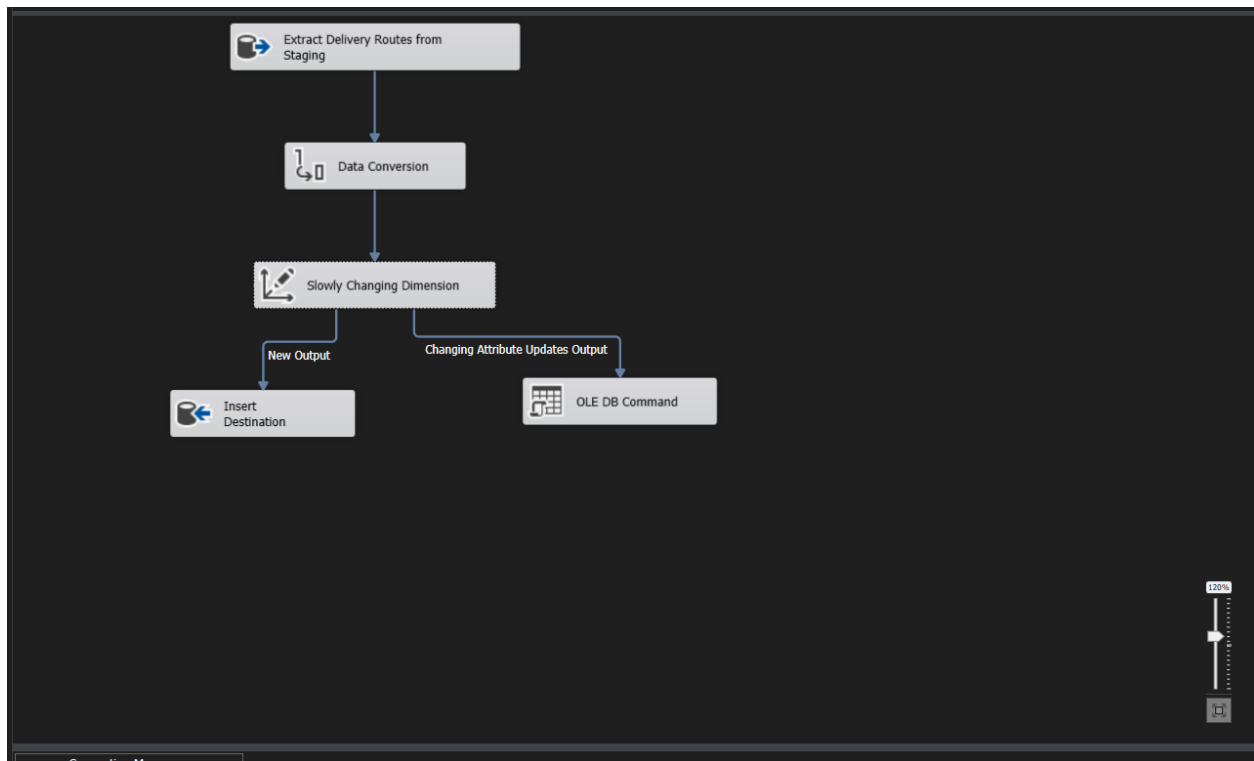 Extract Delivery Routes from
Staging
Data Conversion
Slowly Changing Dimension
New Output
Changing Attribute Updates Output
Insert
Destination
OLE DB Command
120%